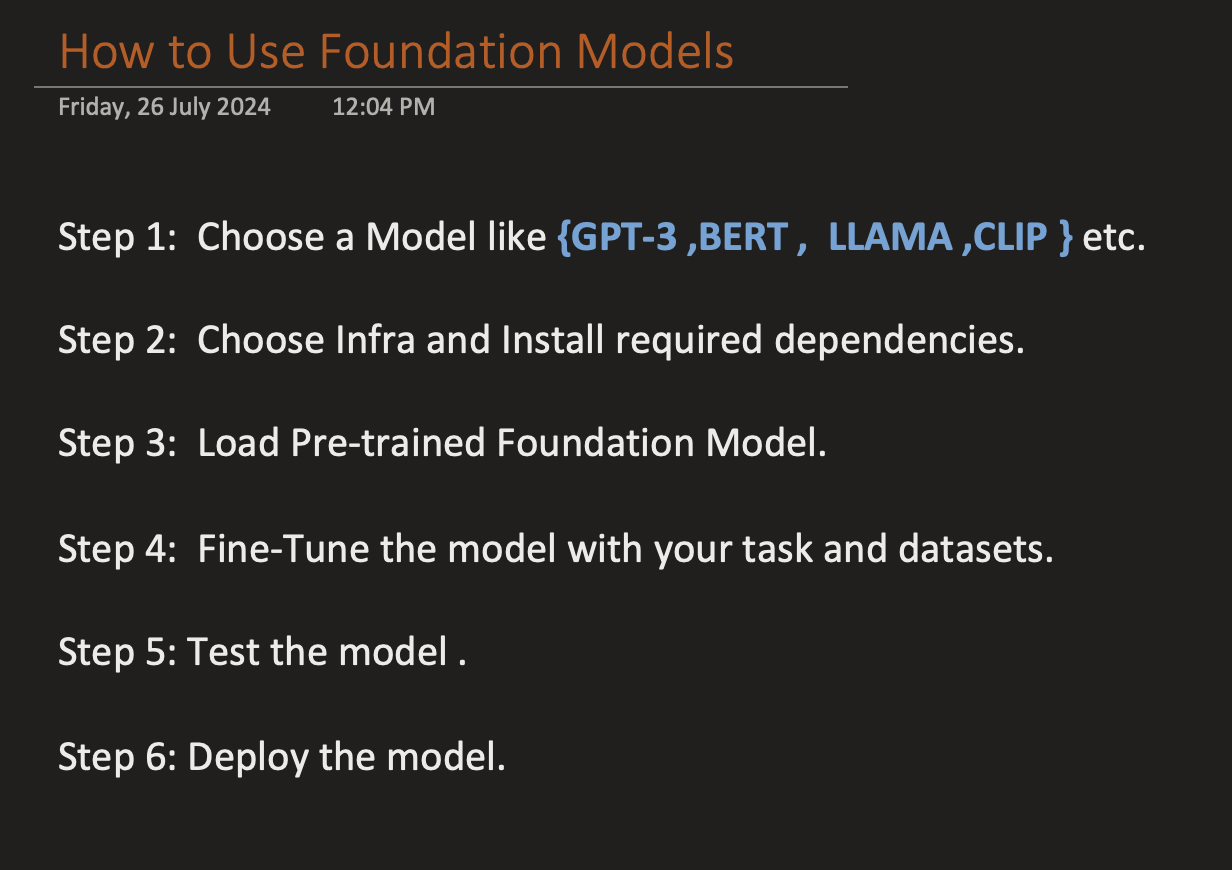 How to Use Foundation Models
Friday, 26 July 2024 12:04 PM
Step 1: Choose a Model like {GPT-3 ,BERT , LLAMA ,CLIP } etc.
Step 2: Choose Infra and Install required dependencies.
Step 3: Load Pre-trained Foundation Model.
Step 4: Fine-Tune the model with your task and datasets.
Step 5: Test the model .
Step 6: Deploy the model.